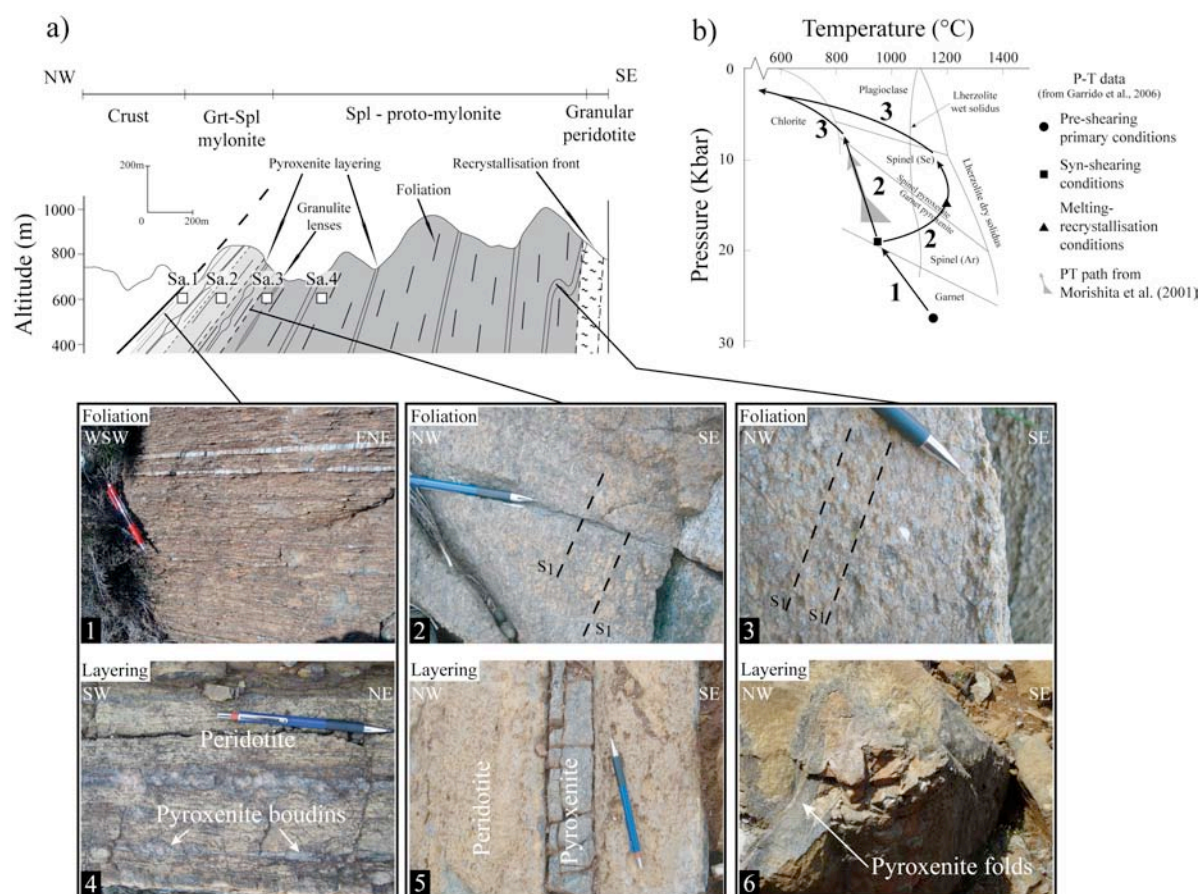 a)
NW
SE
Crust
Grt-Spl
mylonite
Spl - proto-mylonite
Granular
peridotite
200m
0
200m
Pyroxenite layering
Granulite
lenses
Foliation
Recrystallisation front
Altitude (m)
1000
800
600
400
Sa.1
Sa.2
Sa.3
Sa.4
b)
Temperature (°C)
600
800
1000
1200
1400
Pressure (Kbar)
0
10
20
30
Plagioclase
Lherzolite
wet solidus
Chlorite
3
3
Spinel (Se)
Lherzolite dry solidus
2
Spinel pyroxenite
Garnet pyroxenite
2
Spinel (Ar)
1
Garnet
P-T data
(from Garrido et al., 2006)
Pre-shearing
primary conditions
Syn-shearing
conditions
Melting-
recrystallisation
conditions
PT path from
Morishita et al. (2001)
Foliation
WSW
ENE
1
Foliation
NW
SE
S1
S1
2
Foliation
NW
SE
S1
S1
3
Layering
SW
NE
Peridotite
Pyroxenite boudins
4
Layering
NW
SE
Peridotite
Pyroxenite
5
Layering
NW
SE
Pyroxenite folds
6